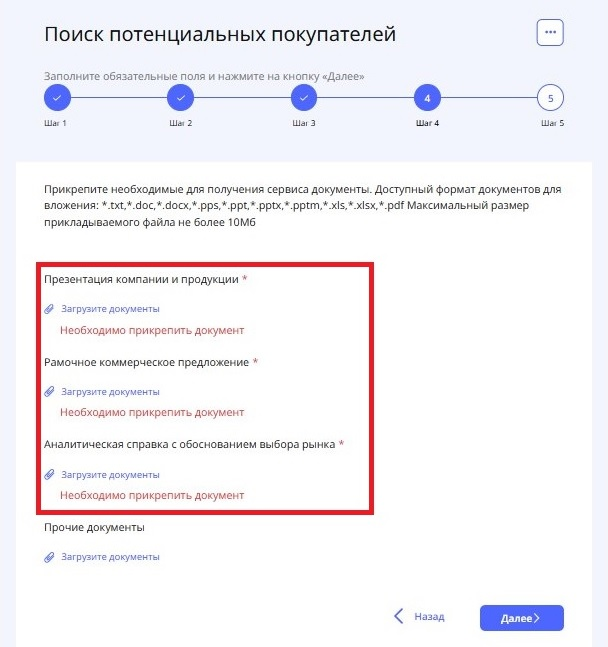 Поиск потенциальных покупателей
Заполните обязательные поля и нажмите на кнопку «Далее»
4
5
Шаг 1
Шаг 2
Шаг 3
Шаг 4
Шаг 5
Прикрепите необходимые для получения сервиса документы. Доступный формат документов для
вложения: *.txt,*.doc,*.docx,*.pps,*.ppt,*.pptx,*.pptm,*.xls,*.xlsx,*.pdf Максимальный размер
прикладываемого файла не более 10Мб
Презентация компании и продукции *
Загрузите документы
Необходимо прикрепить документ
Рамочное коммерческое предложение *
Загрузите документы
Необходимо прикрепить документ
Аналитическая справка с обоснованием выбора рынка *
Загрузите документы
Необходимо прикрепить документ
Прочие документы
Загрузите документы
Назад
Далее